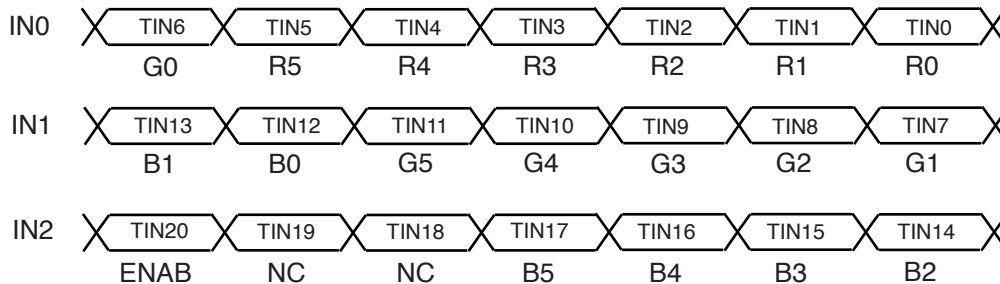 IN0 TIN6 TIN5 TIN4 TIN3 TIN2 TIN1 TIN0
G0 R5 R4 R3 R2 R1 R0
IN1 TIN13 TIN12 TIN11 TIN10 TIN9 TIN8 TIN7
B1 B0 G5 G4 G3 G2 G1
IN2 TIN20 TIN19 TIN18 TIN17 TIN16 TIN15 TIN14
ENAB NC NC B5 B4 B3 B2